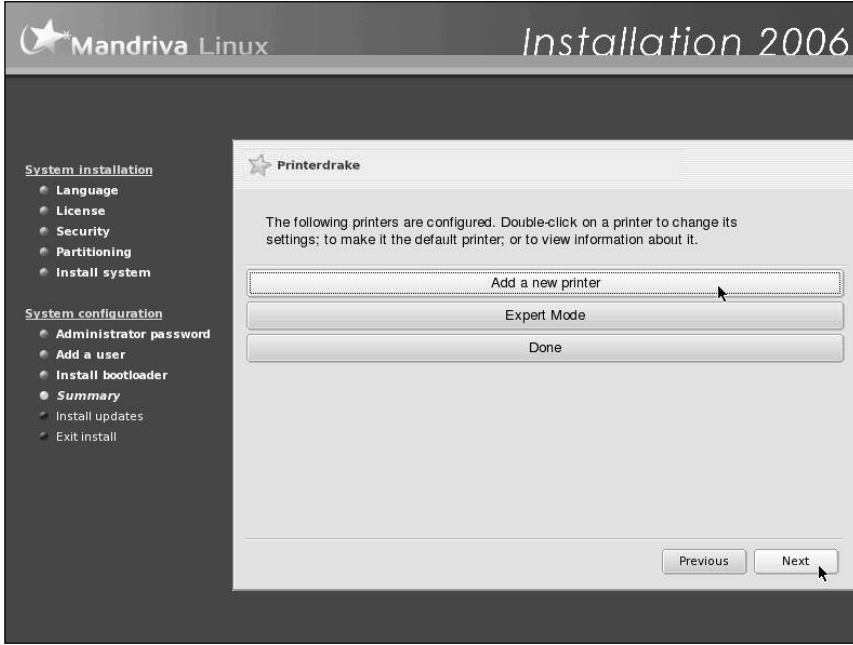 Mandriva Linux
Installation 2006
System installation
Language
License
Security
Partitioning
Install system
System configuration
Administrator password
Add a user
Install bootloader
Summary
Install updates
Exit install
Printerdrake
The following printers are configured. Double-click on a printer to change its
settings; to make it the default printer; or to view information about it.
Add a new printer
Expert Mode
Done
Previous
Next